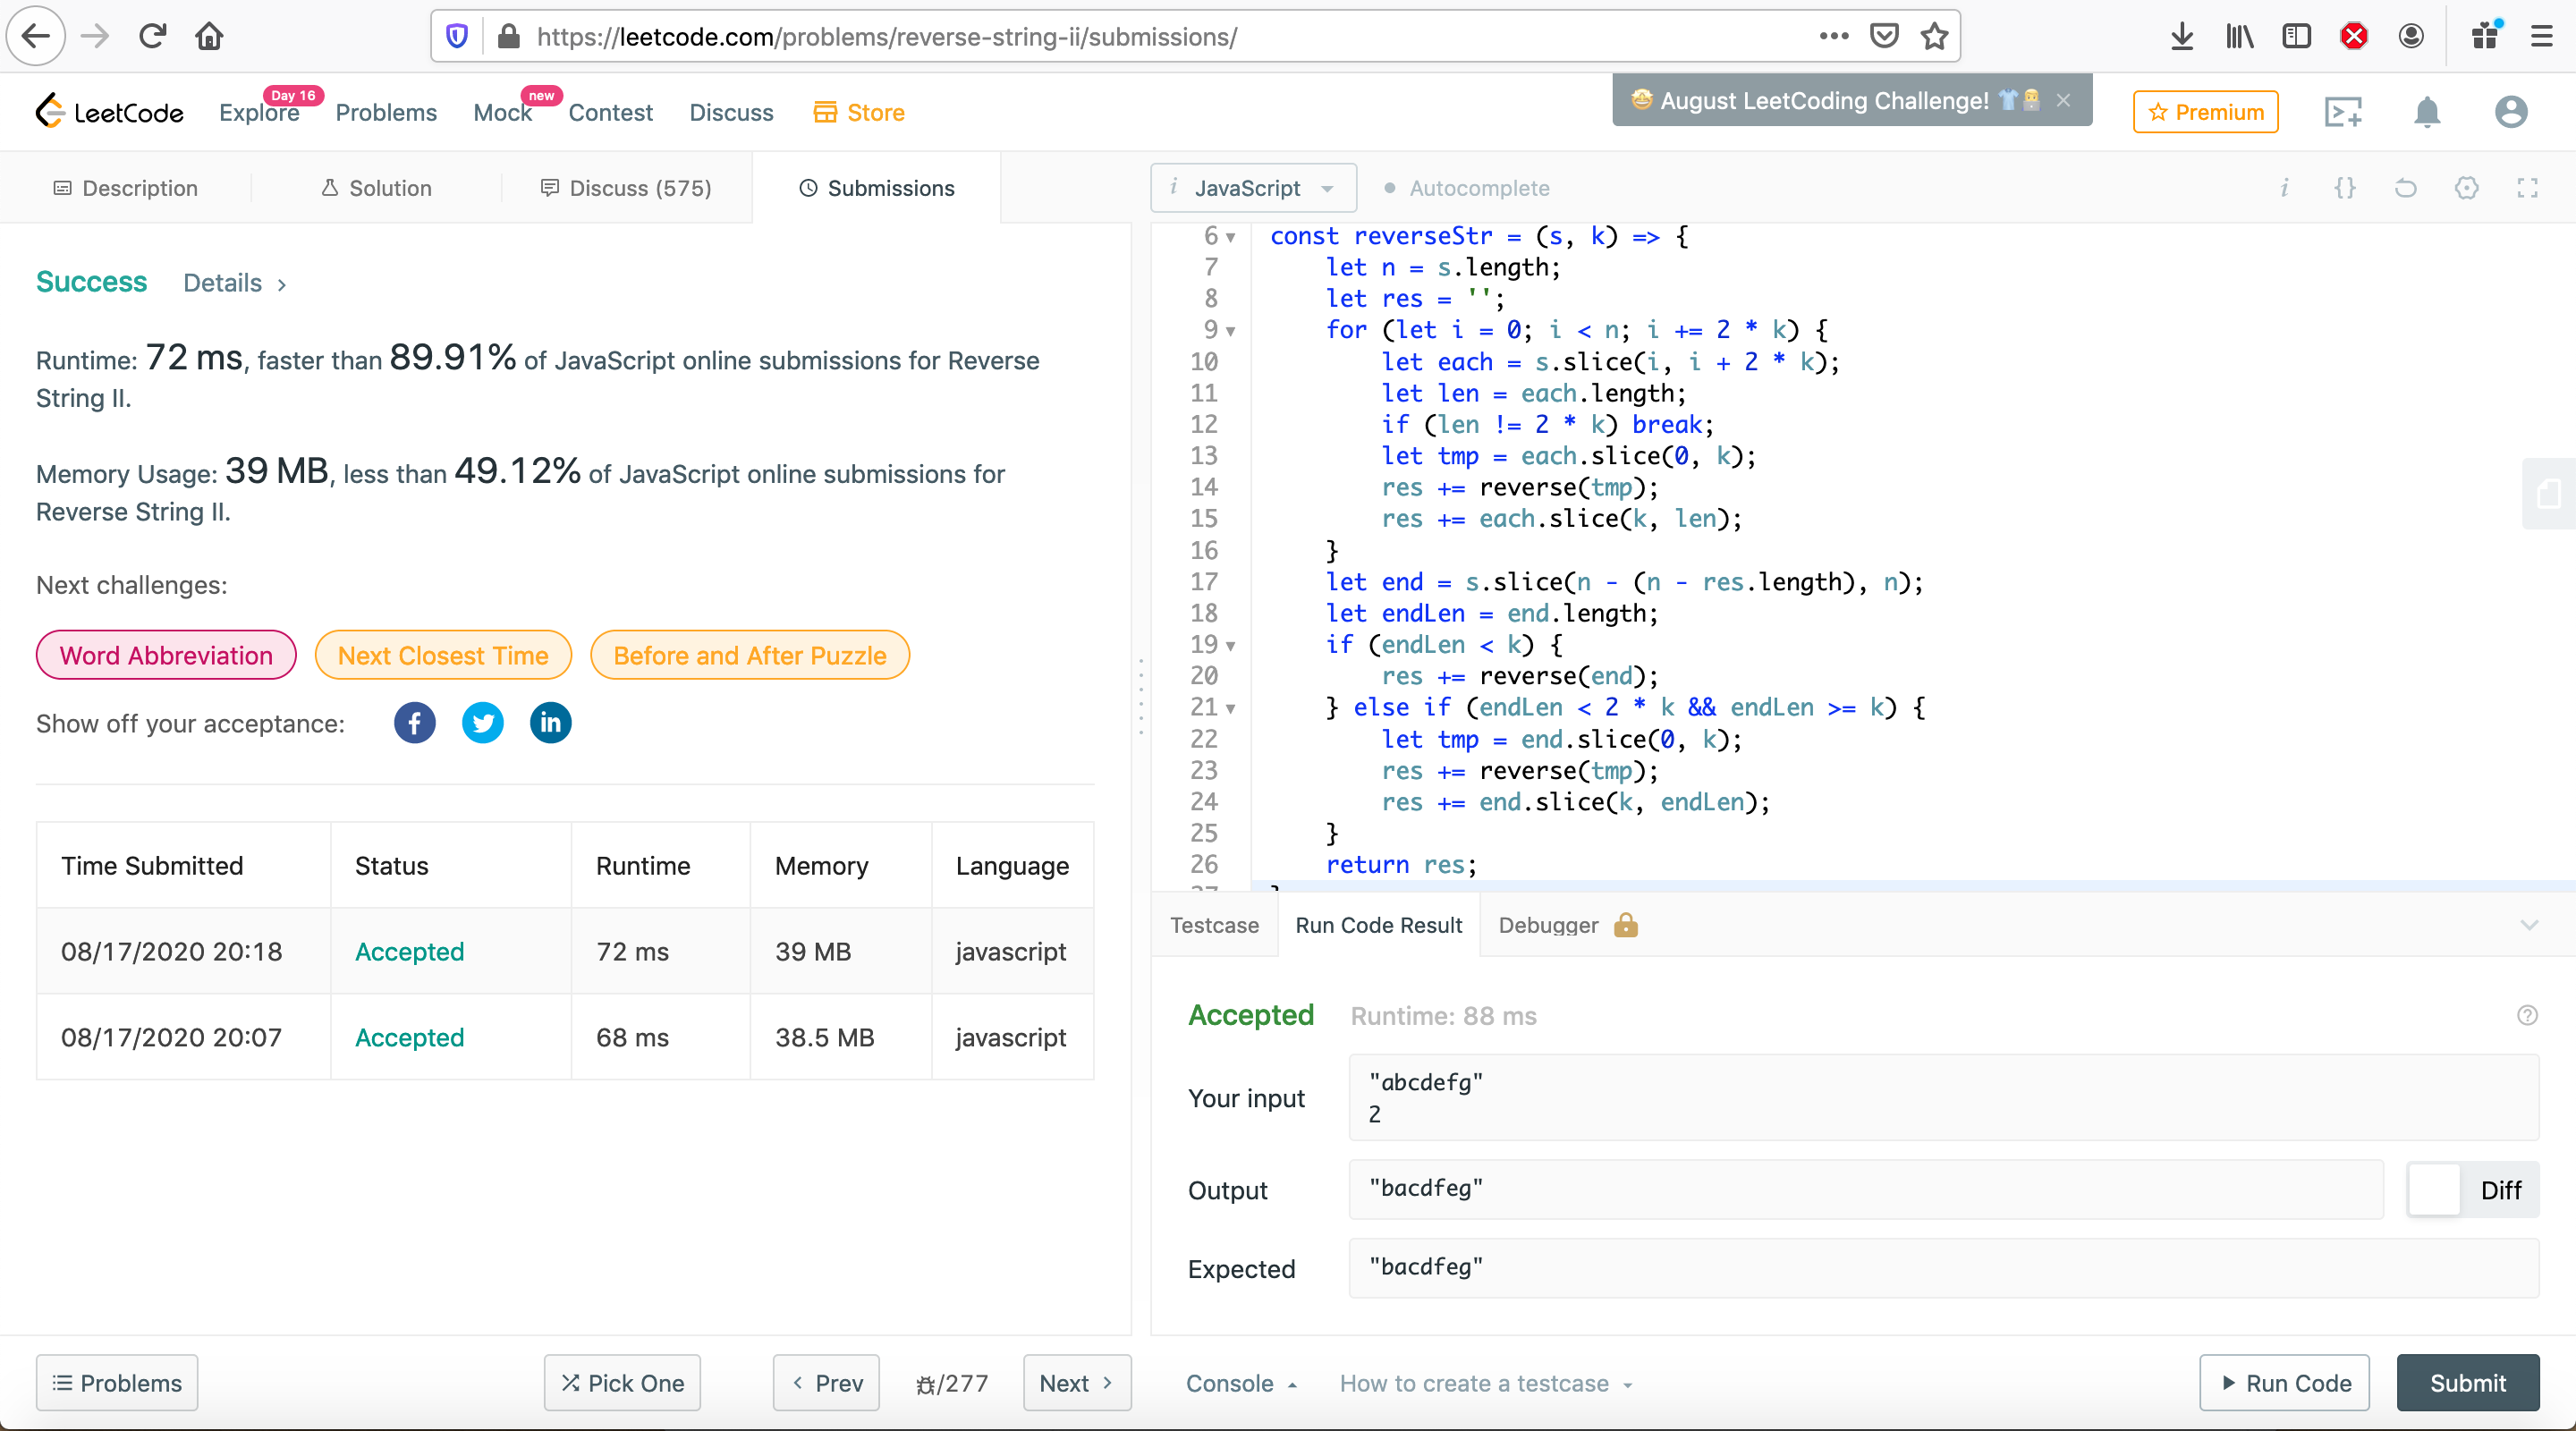 https://leetcode.com/problems/reverse-string-ii/submissions/
LeetCode
Explore
Day 16
Problems
Mock
new
Contest
Discuss
Store
August LeetCoding Challenge!
Premium
Description
Solution
Discuss (575)
Submissions
i JavaScript
Autocomplete
i {}
Success Details >
Runtime: 72 ms, faster than 89.91% of JavaScript online submissions for Reverse
String II.
Memory Usage: 39 MB, less than 49.12% of JavaScript online submissions for
Reverse String II.
Next challenges:
Word Abbreviation
Next Closest Time
Before and After Puzzle
Show off your acceptance:
Time Submitted Status Runtime Memory Language
08/17/2020 20:18 Accepted 72 ms 39 MB javascript
08/17/2020 20:07 Accepted 68 ms 38.5 MB javascript
6 const reverseStr = (s, k) => {
7 let n = s.length;
8 let res = '';
9 for (let i = 0; i < n; i += 2 * k) {
10 let each = s.slice(i, i + 2 * k);
11 let len = each.length;
12 if (len != 2 * k) break;
13 let tmp = each.slice(0, k);
14 res += reverse(tmp);
15 res += each.slice(k, len);
16 }
17 let end = s.slice(n - (n - res.length), n);
18 let endLen = end.length;
19 if (endLen < k) {
20 res += reverse(end);
21 } else if (endLen < 2 * k && endLen >= k) {
22 let tmp = end.slice(0, k);
23 res += reverse(tmp);
24 res += end.slice(k, endLen);
25 }
26 return res;
Testcase
Run Code Result
Debugger
Accepted Runtime: 88 ms
Your input
"abcdefg"
2
Output
"bacdfeg"
Diff
Expected
"bacdfeg"
Problems
Pick One
< Prev
/277
Next >
Console
How to create a testcase
Run Code
Submit